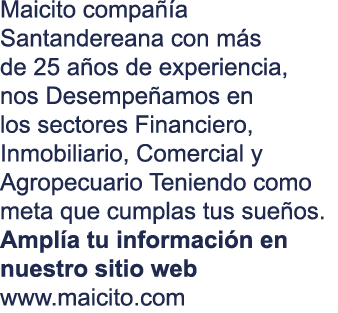 Maicito compañía
Santandereana con más
de 25 años de experiencia,
nos Desempeñamos en
los sectores Financiero,
Inmobiliario, Comercial y
Agropecuario Teniendo como
meta que cumplas tus sueños.
Amplía tu información en
nuestro sitio web
www.maicito.com